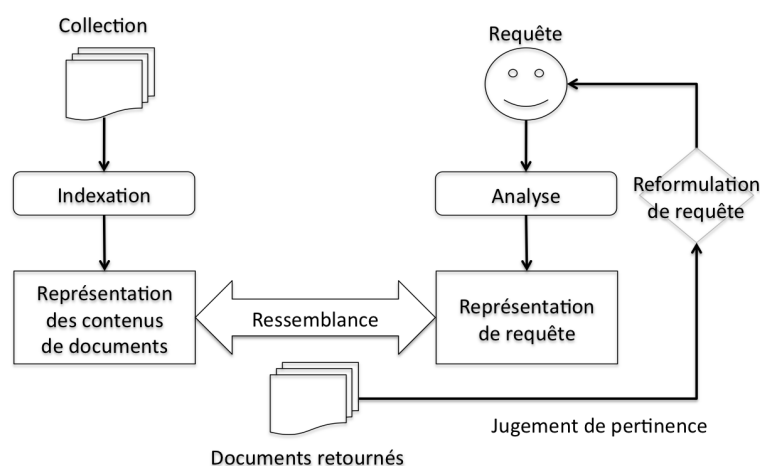 Collection
Requête
Indexation
Analyse
Reformulation
de requête
Représentation
des contenus
de documents
Ressemblance
Représentation
de requête
Jugement de pertinence
Documents retournés